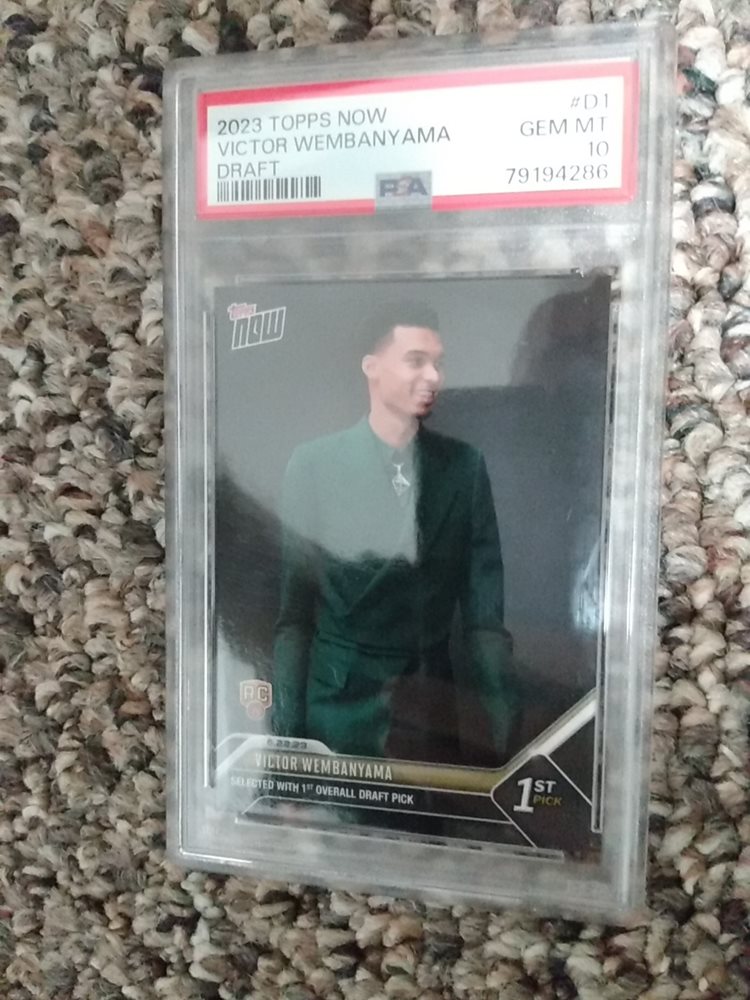 2023 TOPPS NOW #D1
VICTOR WEMBANYAMA GEM MT
DRAFT 10
PSA 79194286
TOPPS NOW
RC
6.22.23
VICTOR WEMBANYAMA
SELECTED WITH 1ST OVERALL DRAFT PICK
1ST
PICK